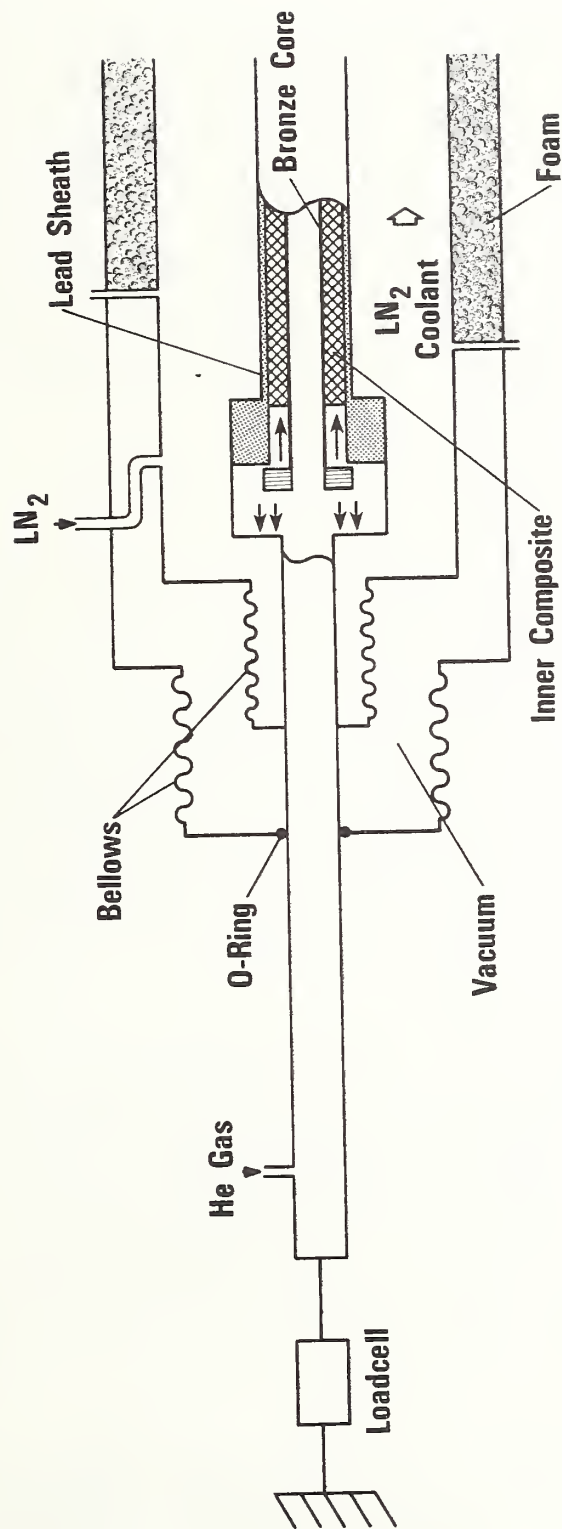 Loadcell
He Gas
O-Ring
Bellows
Vacuum
LN2
Lead Sheath
Inner Composite
Bronze Core
LN2
Coolant
Foam